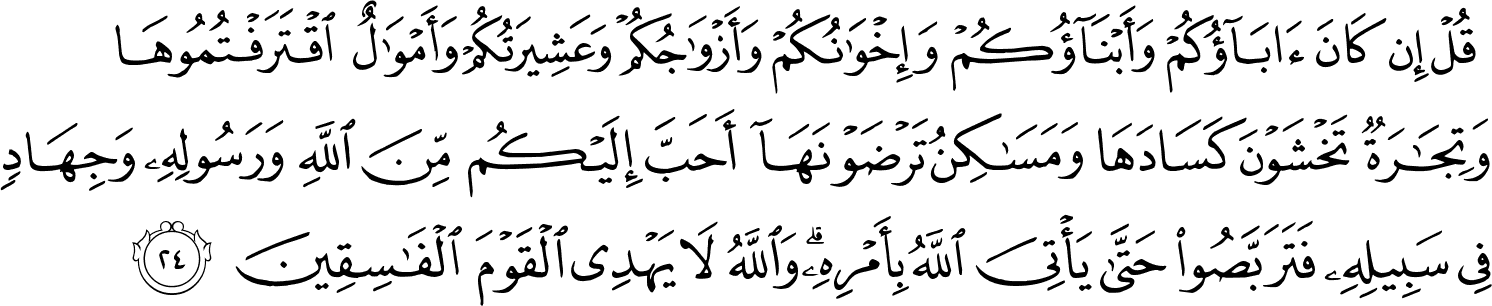 قُلۡ إِن كَانَ ءَابَآؤُكُمۡ وَأَبۡنَآؤُكُمۡ وَإِخۡوَٰنُكُمۡ وَأَزۡوَٰجُكُمۡ وَعَشِيرَتُكُمۡ وَأَمۡوَٰلٌ ٱقۡتَرَفۡتُمُوهَا
وَتِجَٰرَةٞ تَخۡشَوۡنَ كَسَادَهَا وَمَسَٰكِنُ تَرۡضَوۡنَهَآ أَحَبَّ إِلَيۡكُم مِّنَ ٱللَّهِ وَرَسُولِهِۦ وَجِهَادٖ
فِي سَبِيلِهِۦ فَتَرَبَّصُواْ حَتَّىٰ يَأۡتِيَ ٱللَّهُ بِأَمۡرِهِۦۗ وَٱللَّهُ لَا يَهۡدِي ٱلۡقَوۡمَ ٱلۡفَٰسِقِينَ ٢٤